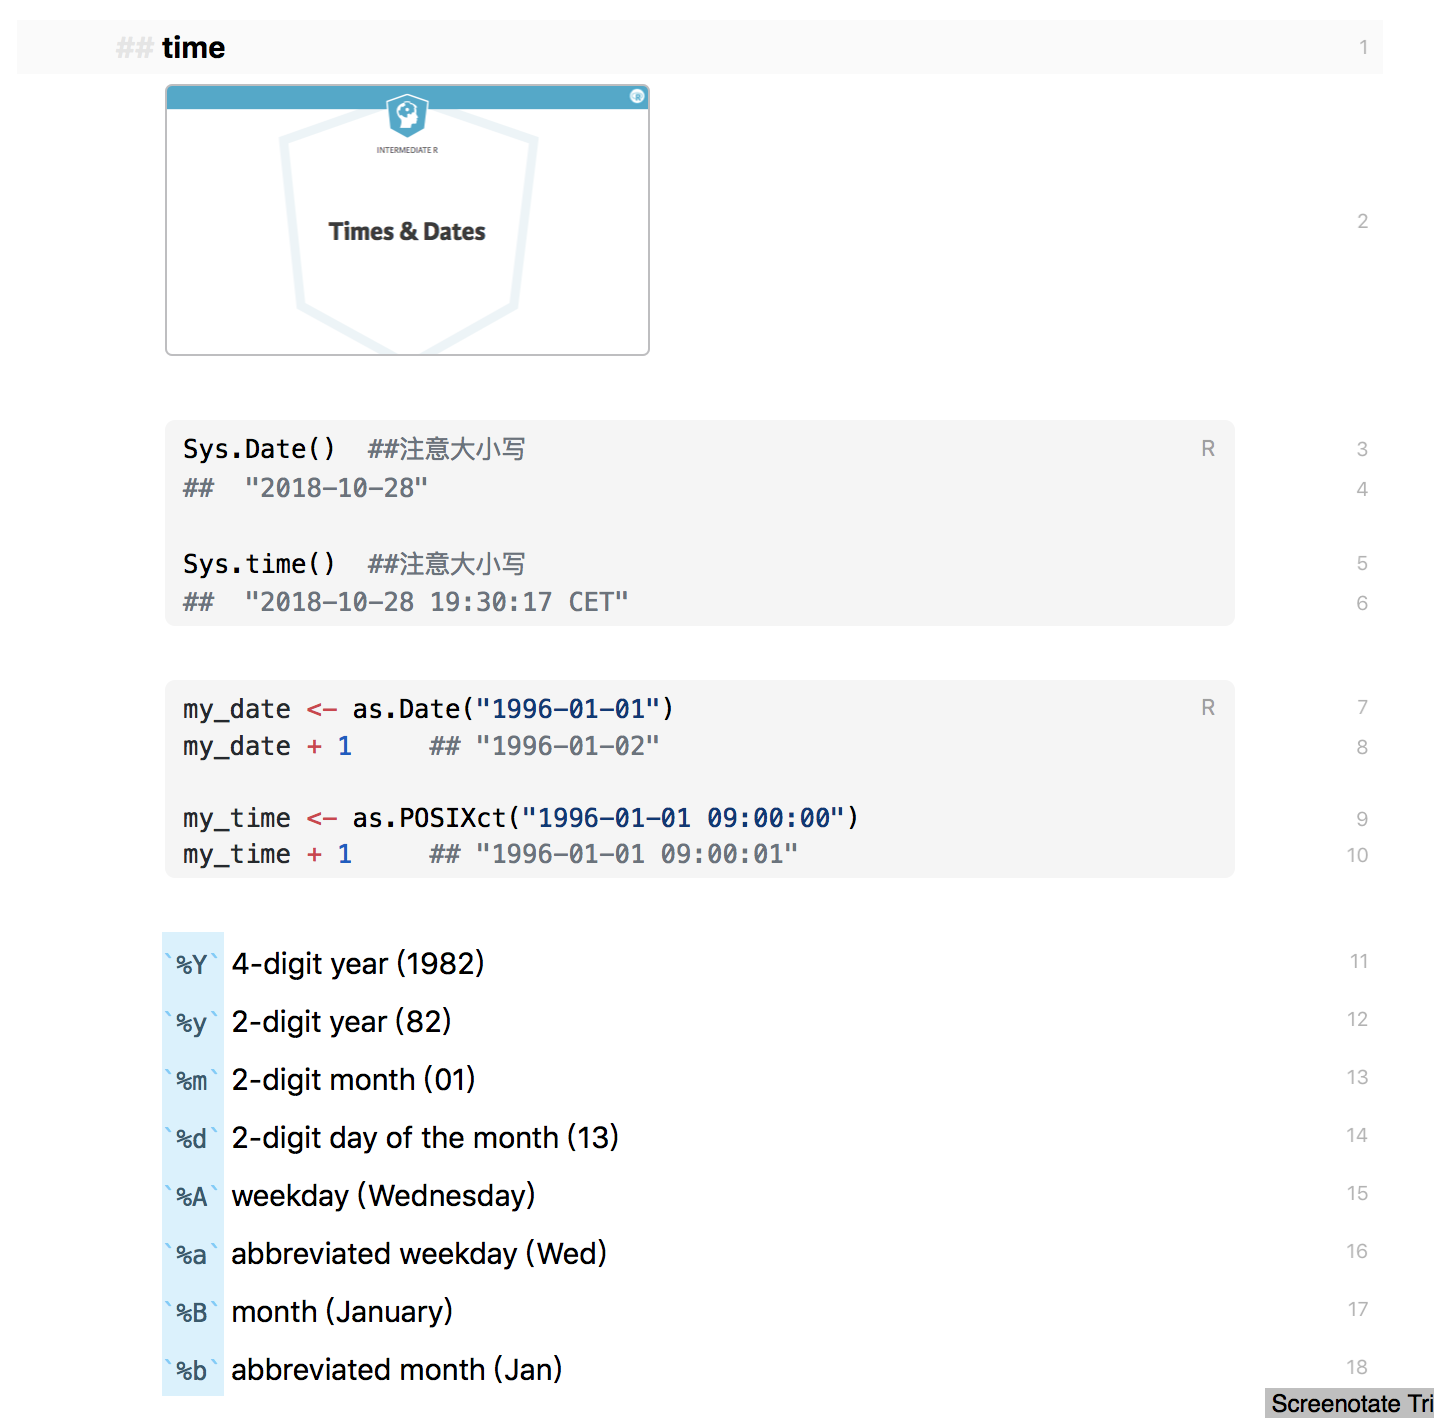 ## time
1
INTERMEDIATE R
Times & Dates
2
Sys.Date()  ##注意大小写
R
3
##  "2018-10-28"
4
Sys.time()  ##注意大小写
5
##  "2018-10-28 19:30:17 CET"
6
my_date <- as.Date("1996-01-01")
R
7
my_date + 1     ## "1996-01-02"
8
my_time <- as.POSIXct("1996-01-01 09:00:00")
9
my_time + 1     ## "1996-01-01 09:00:01"
10
`%Y` 4-digit year (1982)
11
`%y` 2-digit year (82)
12
`%m` 2-digit month (01)
13
`%d` 2-digit day of the month (13)
14
`%A` weekday (Wednesday)
15
`%a` abbreviated weekday (Wed)
16
`%B` month (January)
17
`%b` abbreviated month (Jan)
18
Screenotate Tri